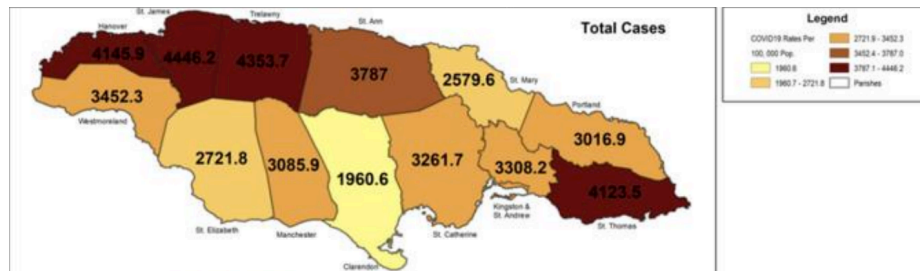 St. James
Trelawny
Hanover
St. Ann
Total Cases
4145.9
4446.2
4353.7
3787
2579.6
St. Mary
3452.3
Portland
Westmoreland
3016.9
2721.8
3085.9
1960.6
3261.7
3308.2
4123.5
Kingston &
St. Andrew
St. Elizabeth
Manchester
St. Catherine
St. Thomas
Clarendon
Legend
COVID19 Rates Per
100, 000 Pop.
1960.6
1960.7 - 2721.8
2721.9 - 3452.3
3452.4 - 3787.0
3787.1 - 4446.2
Parishes